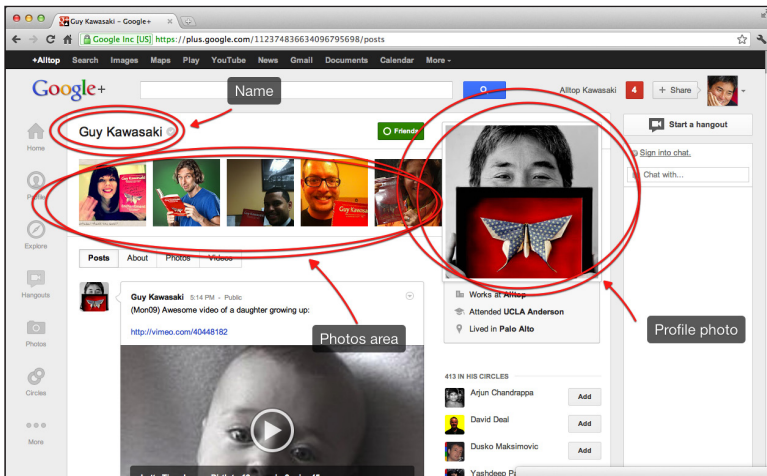 Guy Kawasaki - Google+
Google Inc [US] https://plus.google.com/112374836634096795698/posts
+Alltop Search Images Maps Play YouTube News Gmail Documents Calendar More -
Google+
Name
Alltop Kawasaki 4 + Share
Guy Kawasaki
Friends
Start a hangout
Sign into chat.
Chat with...
Home
Guy Kawasaki
Profile
Explore
Posts About Photos Videos
Hangouts
Guy Kawasaki 5:14 PM - Public
(Mon09) Awesome video of a daughter growing up:
http://vimeo.com/40448182
Photos area
Works at Alltop
Attended UCLA Anderson
Lived in Palo Alto
Profile photo
Photos
Circles
More
413 IN HIS CIRCLES
Arjun Chandrappa Add
David Deal Add
Dusko Maksimovic Add
Yashdeep